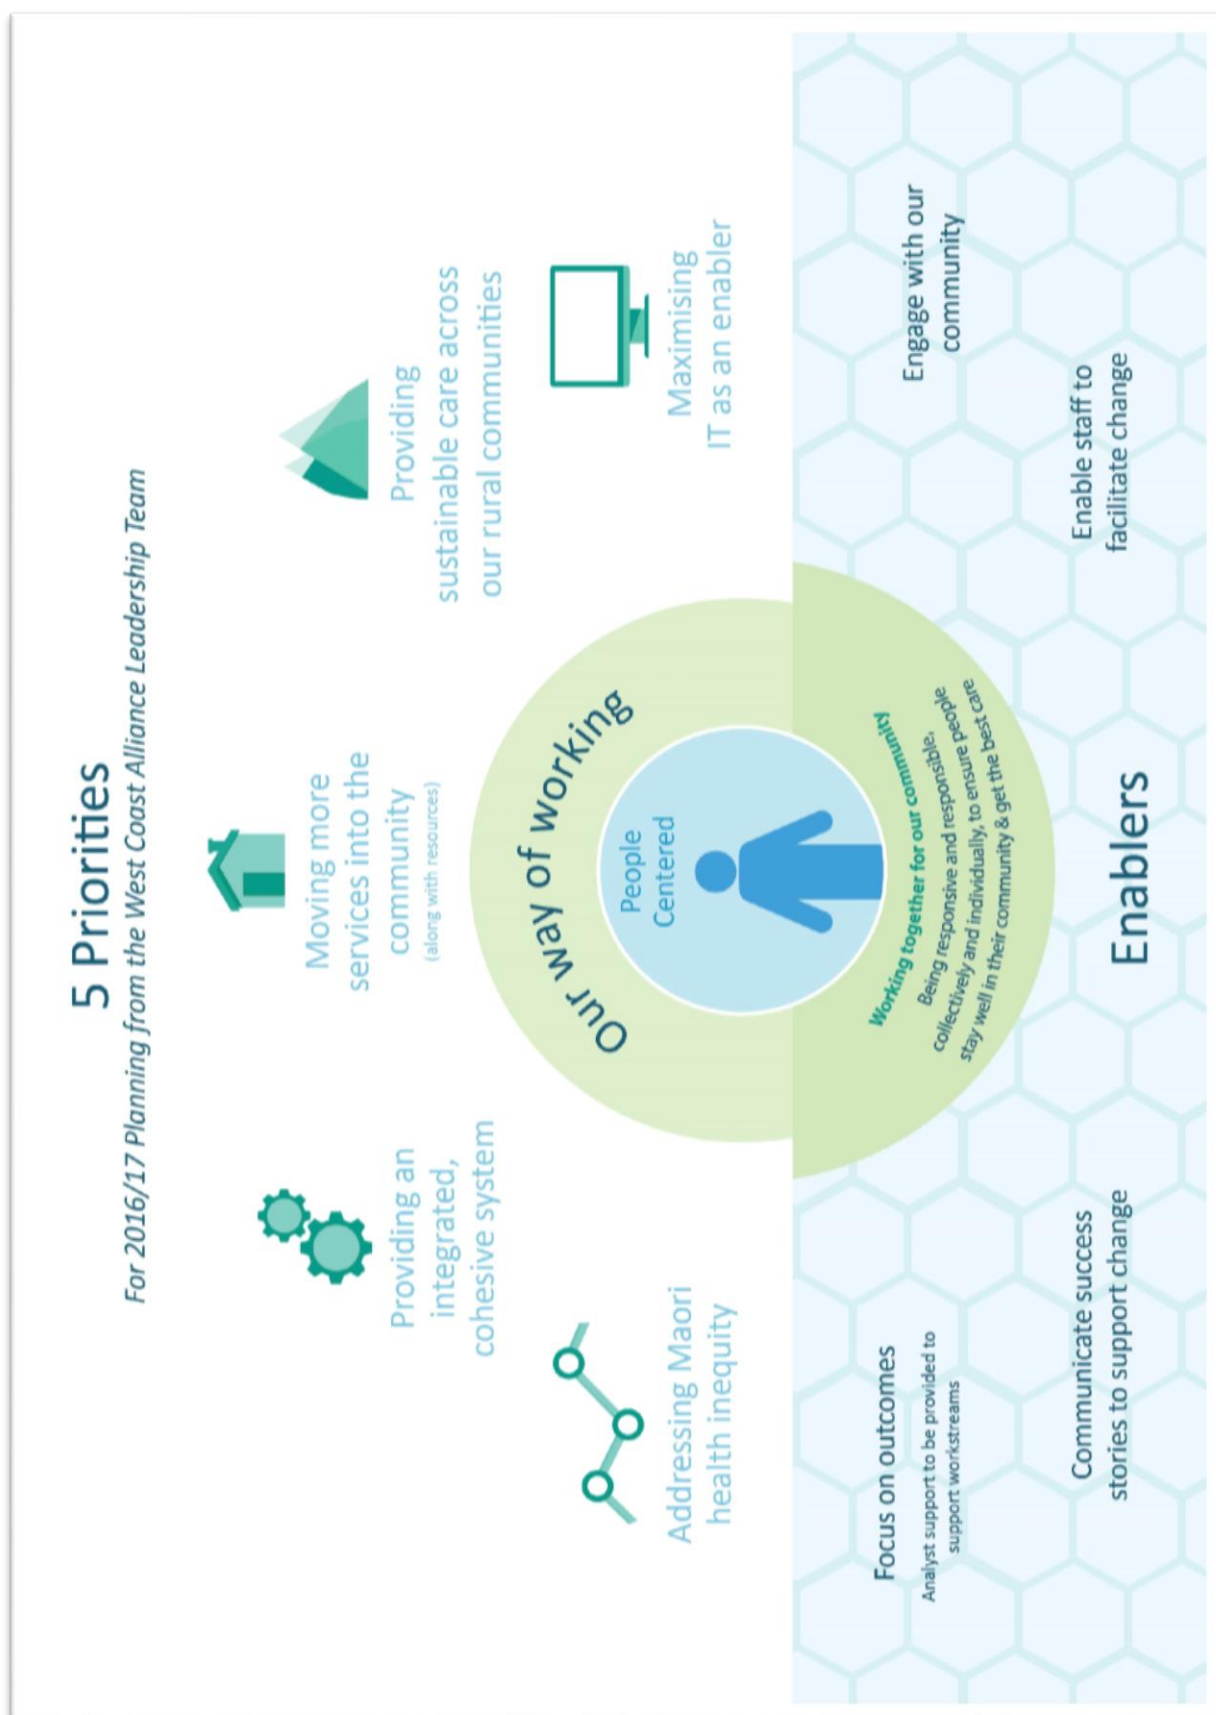 5 Priorities
For 2016/17 Planning from the West Coast Alliance Leadership Team
Addressing Maori
health inequity
Providing an
integrated,
cohesive system
Moving more
services into the
community
(along with resources)
Providing
sustainable care across
our rural communities
Maximising
IT as an enabler
Our way of working
People
Centered
Working together for our community
Being responsive and responsible,
collectively and individually, to ensure people
stay well in their community & get the best care
Focus on outcomes
Analyst support to be provided to
support workstreams
Communicate success
stories to support change
Enablers
Enable staff to
facilitate change
Engage with our
community